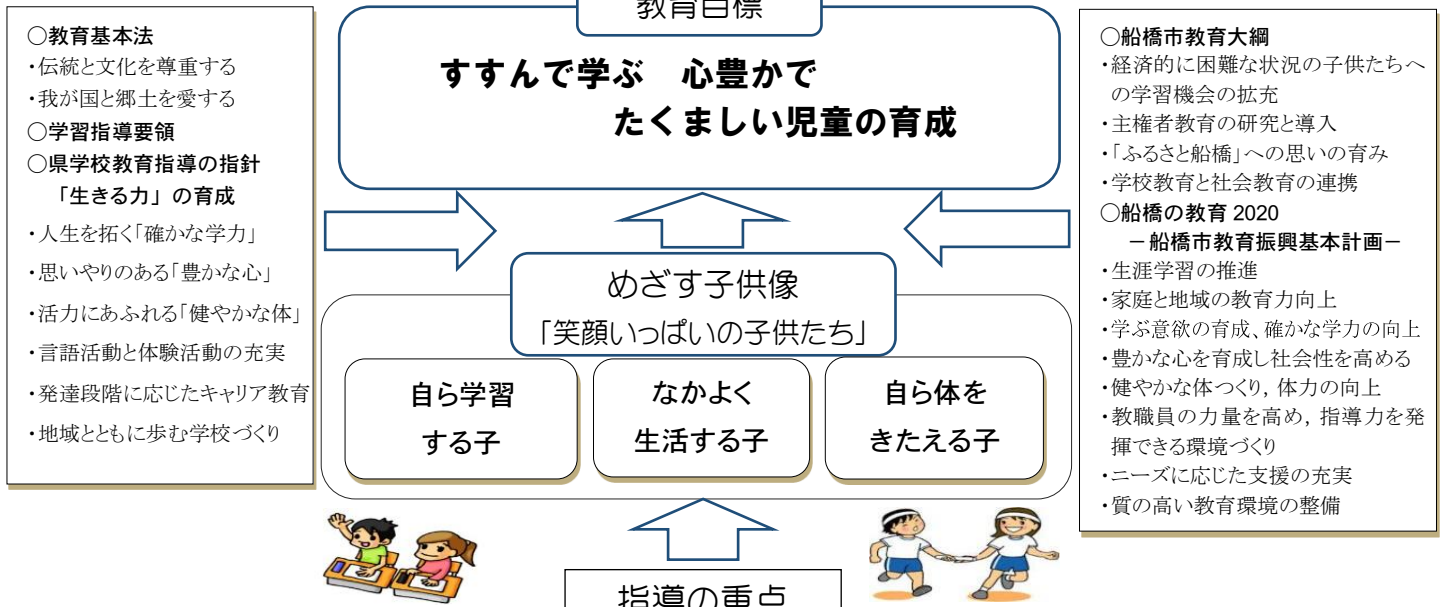 教育目標
すすんで学ぶ　心豊かで
たくましい児童の育成
○教育基本法
・伝統と文化を尊重する
・我が国と郷土を愛する
○学習指導要領
○県学校教育指導の指針
「生きる力」の育成
・人生を拓く「確かな学力」
・思いやりのある「豊かな心」
・活力にあふれる「健やかな体」
・言語活動と体験活動の充実
・発達段階に応じたキャリア教育
・地域とともに歩む学校づくり
○船橋市教育大綱
・経済的に困難な状況の子供たちへ
の学習機会の拡充
・主権者教育の研究と導入
・「ふるさと船橋」への思いの育み
・学校教育と社会教育の連携
○船橋の教育 2020
－船橋市教育振興基本計画－
・生涯学習の推進
・家庭と地域の教育力向上
・学ぶ意欲の育成、確かな学力の向上
・豊かな心を育成し社会性を高める
・健やかな体つくり，体力の向上
・教職員の力量を高め，指導力を発
揮できる環境づくり
・ニーズに応じた支援の充実
・質の高い教育環境の整備
めざす子供像
「笑顔いっぱいの子供たち」
自ら学習
する子
なかよく
生活する子
自ら体を
きたえる子
指導の重点